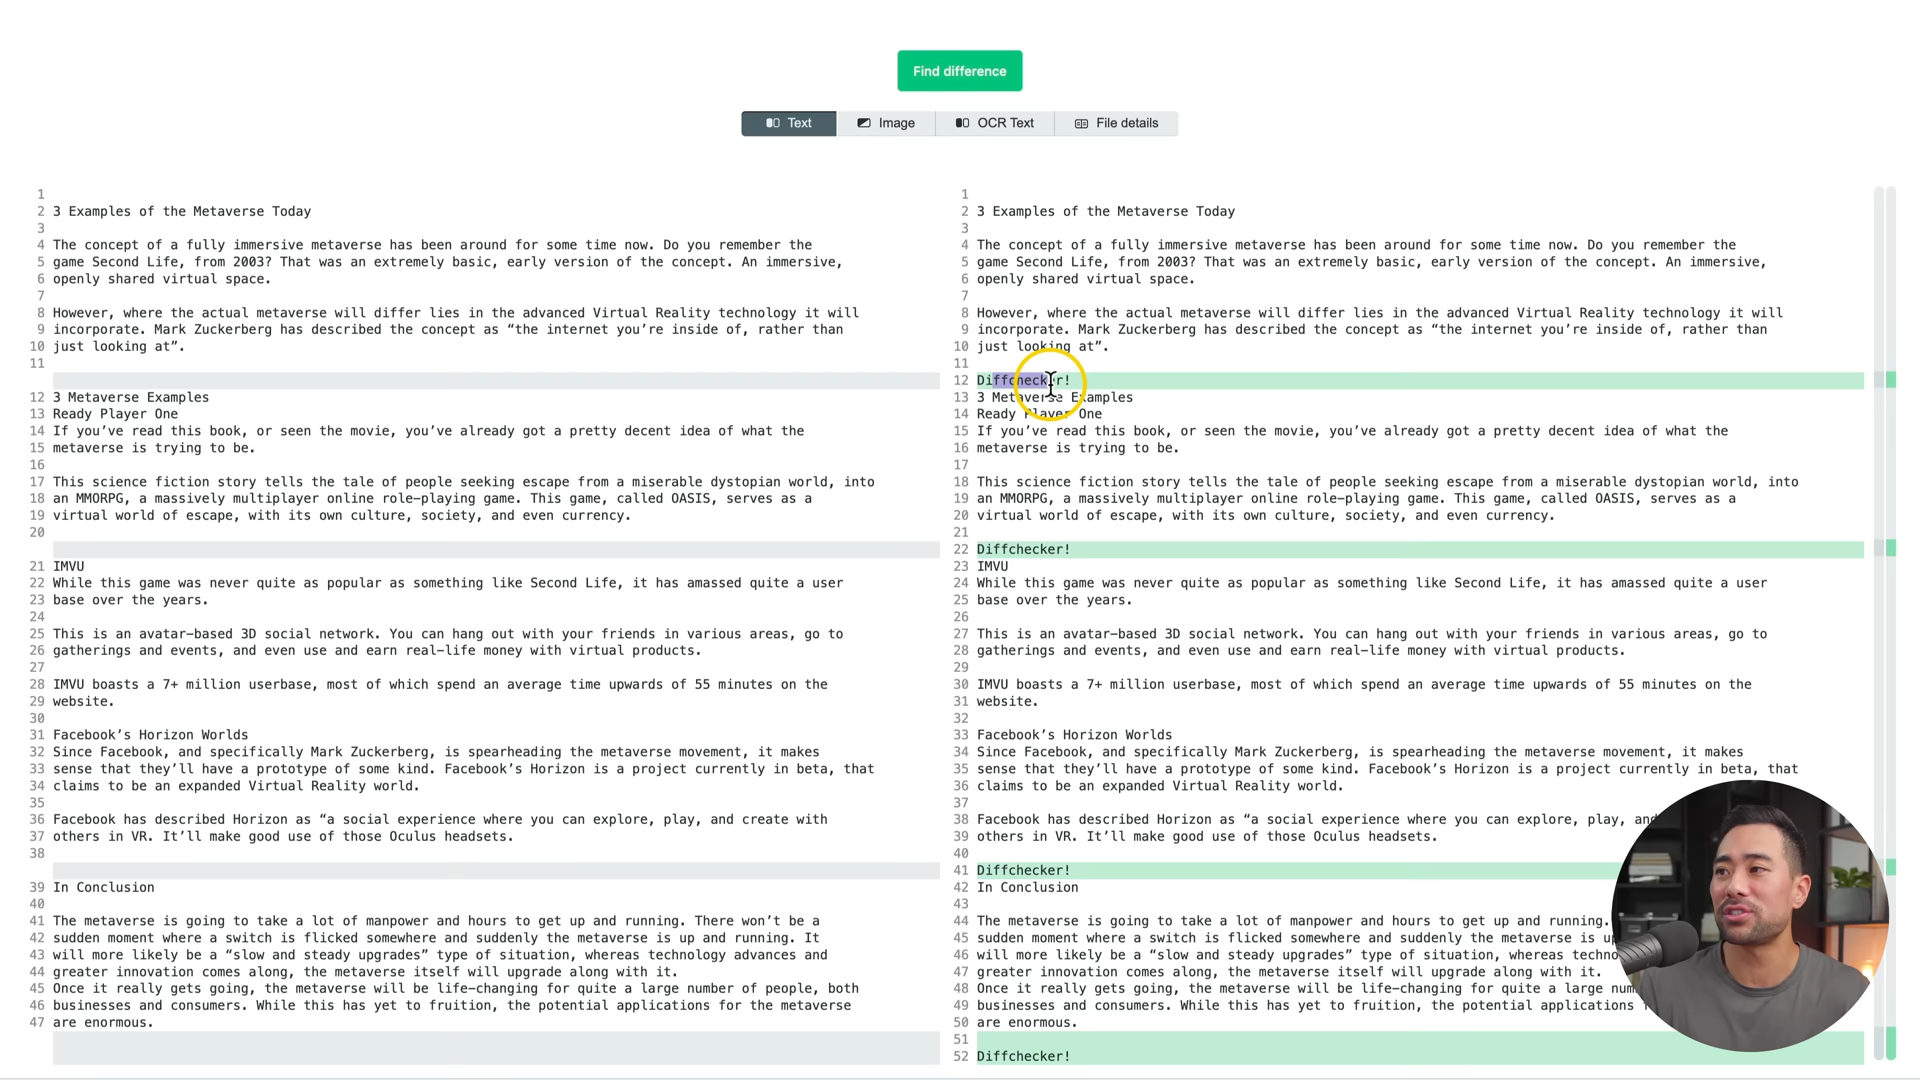 Find difference
Text
Image
OCR Text
File details
1
2 3 Examples of the Metaverse Today
3
4 The concept of a fully immersive metaverse has been around for some time now. Do you remember the
5 game Second Life, from 2003? That was an extremely basic, early version of the concept. An immersive,
6 openly shared virtual space.
7
8 However, where the actual metaverse will differ lies in the advanced Virtual Reality technology it will
9 incorporate. Mark Zuckerberg has described the concept as “the internet you’re inside of, rather than
10 just looking at”.
11
12 3 Metaverse Examples
13 Ready Player One
14 If you’ve read this book, or seen the movie, you’ve already got a pretty decent idea of what the
15 metaverse is trying to be.
16
17 This science fiction story tells the tale of people seeking escape from a miserable dystopian world, into
18 an MMORPG, a massively multiplayer online role-playing game. This game, called OASIS, serves as a
19 virtual world of escape, with its own culture, society, and even currency.
20
21 IMVU
22 While this game was never quite as popular as something like Second Life, it has amassed quite a user
23 base over the years.
24
25 This is an avatar-based 3D social network. You can hang out with your friends in various areas, go to
26 gatherings and events, and even use and earn real-life money with virtual products.
27
28 IMVU boasts a 7+ million userbase, most of which spend an average time upwards of 55 minutes on the
29 website.
30
31 Facebook’s Horizon Worlds
32 Since Facebook, and specifically Mark Zuckerberg, is spearheading the metaverse movement, it makes
33 sense that they’ll have a prototype of some kind. Facebook’s Horizon is a project currently in beta, that
34 claims to be an expanded Virtual Reality world.
35
36 Facebook has described Horizon as “a social experience where you can explore, play, and create with
37 others in VR. It’ll make good use of those Oculus headsets.
38
39 In Conclusion
40
41 The metaverse is going to take a lot of manpower and hours to get up and running. There won’t be a
42 sudden moment where a switch is flicked somewhere and suddenly the metaverse is up and running. It
43 will more likely be a “slow and steady upgrades” type of situation, whereas technology advances and
44 greater innovation comes along, the metaverse itself will upgrade along with it.
45 Once it really gets going, the metaverse will be life-changing for quite a large number of people, both
46 businesses and consumers. While this has yet to fruition, the potential applications for the metaverse
47 are enormous.
1
2 3 Examples of the Metaverse Today
3
4 The concept of a fully immersive metaverse has been around for some time now. Do you remember the
5 game Second Life, from 2003? That was an extremely basic, early version of the concept. An immersive,
6 openly shared virtual space.
7
8 However, where the actual metaverse will differ lies in the advanced Virtual Reality technology it will
9 incorporate. Mark Zuckerberg has described the concept as “the internet you’re inside of, rather than
10 just looking at”.
11
12 Diffchecker!
13 3 Metaverse Examples
14 Ready Player One
15 If you’ve read this book, or seen the movie, you’ve already got a pretty decent idea of what the
16 metaverse is trying to be.
17
18 This science fiction story tells the tale of people seeking escape from a miserable dystopian world, into
19 an MMORPG, a massively multiplayer online role-playing game. This game, called OASIS, serves as a
20 virtual world of escape, with its own culture, society, and even currency.
21
22 Diffchecker!
23 IMVU
24 While this game was never quite as popular as something like Second Life, it has amassed quite a user
25 base over the years.
26
27 This is an avatar-based 3D social network. You can hang out with your friends in various areas, go to
28 gatherings and events, and even use and earn real-life money with virtual products.
29
30 IMVU boasts a 7+ million userbase, most of which spend an average time upwards of 55 minutes on the
31 website.
32
33 Facebook’s Horizon Worlds
34 Since Facebook, and specifically Mark Zuckerberg, is spearheading the metaverse movement, it makes
35 sense that they’ll have a prototype of some kind. Facebook’s Horizon is a project currently in beta, that
36 claims to be an expanded Virtual Reality world.
37
38 Facebook has described Horizon as “a social experience where you can explore, play,
39 others in VR. It’ll make good use of those Oculus headsets.
40
41 Diffchecker!
42 In Conclusion
43
44 The metaverse is going to take a lot of manpower and hours to get up and running.
45 sudden moment where a switch is flicked somewhere and suddenly the metaverse is
46 will more likely be a “slow and steady upgrades” type of situation, whereas
47 greater innovation comes along, the metaverse itself will upgrade along with it.
48 Once it really gets going, the metaverse will be life-changing for quite a large
49 businesses and consumers. While this has yet to fruition, the potential applications
50 are enormous.
51
52 Diffchecker!